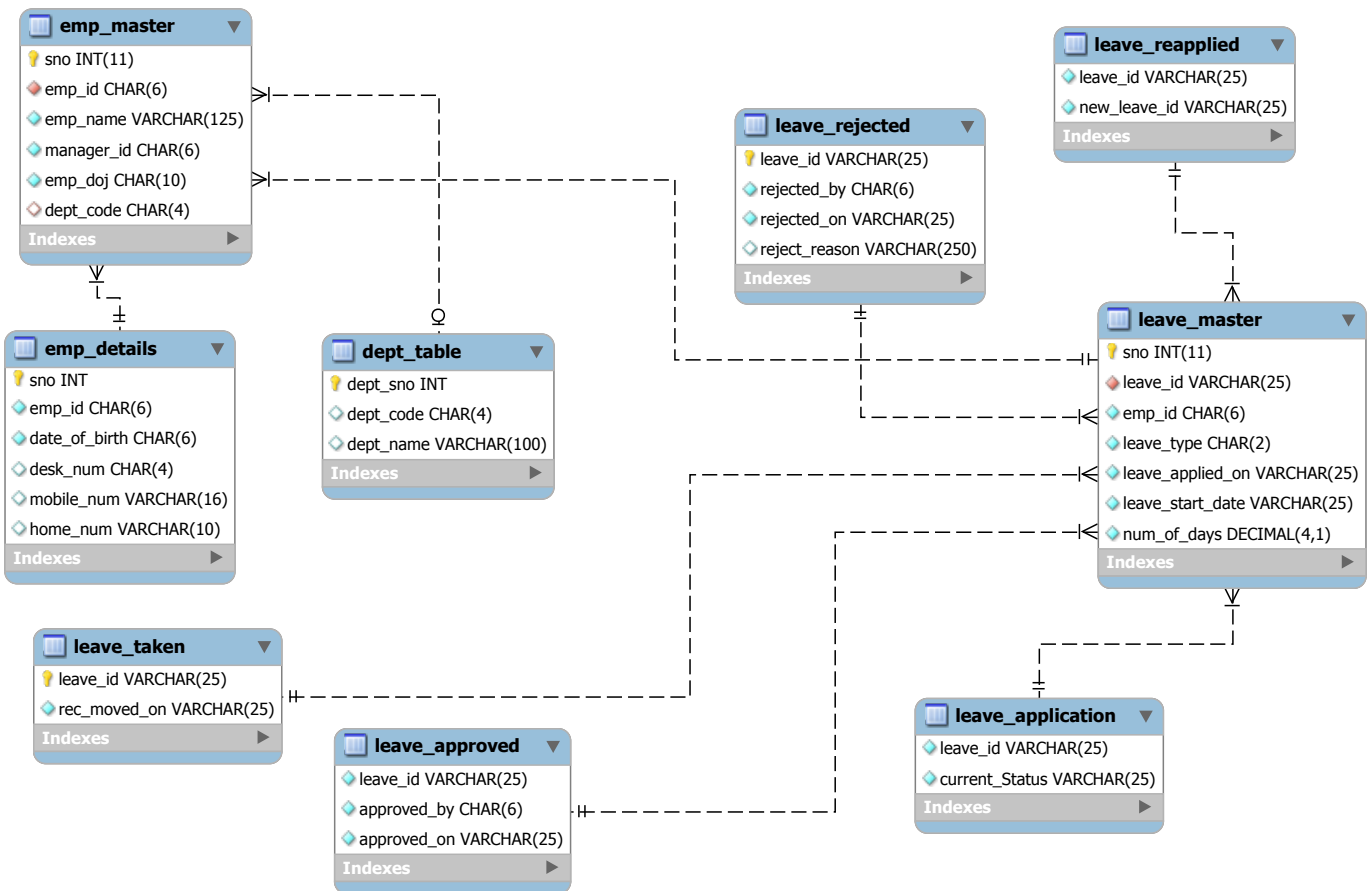 emp_master
sno INT(11)
emp_id CHAR(6)
emp_name VARCHAR(125)
manager_id CHAR(6)
emp_doj CHAR(10)
dept_code CHAR(4)
Indexes
leave_reapplied
leave_id VARCHAR(25)
new_leave_id VARCHAR(25)
Indexes
leave_rejected
leave_id VARCHAR(25)
rejected_by CHAR(6)
rejected_on VARCHAR(25)
reject_reason VARCHAR(250)
Indexes
emp_details
sno INT
emp_id CHAR(6)
date_of_birth CHAR(6)
desk_num CHAR(4)
mobile_num VARCHAR(16)
home_num VARCHAR(10)
Indexes
dept_table
dept_sno INT
dept_code CHAR(4)
dept_name VARCHAR(100)
Indexes
leave_master
sno INT(11)
leave_id VARCHAR(25)
emp_id CHAR(6)
leave_type CHAR(2)
leave_applied_on VARCHAR(25)
leave_start_date VARCHAR(25)
num_of_days DECIMAL(4,1)
Indexes
leave_taken
leave_id VARCHAR(25)
rec_moved_on VARCHAR(25)
Indexes
leave_approved
leave_id VARCHAR(25)
approved_by CHAR(6)
approved_on VARCHAR(25)
Indexes
leave_application
leave_id VARCHAR(25)
current_Status VARCHAR(25)
Indexes